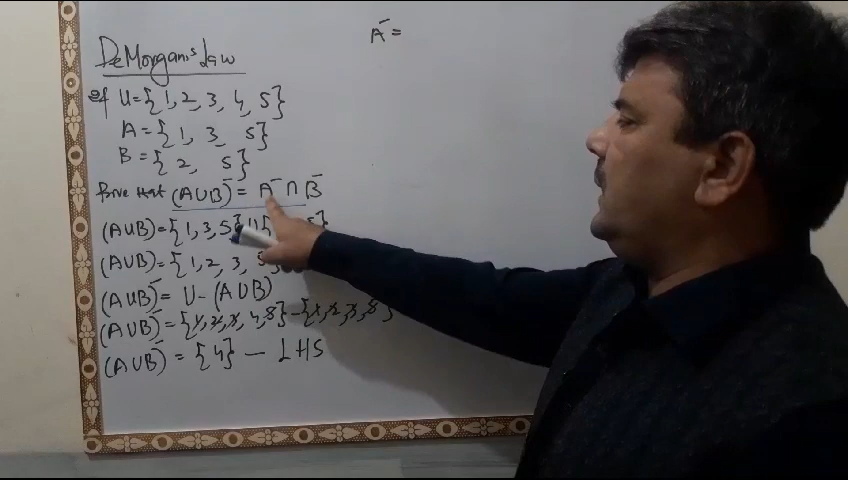 DeMorgan's Law
If U={1,2,3,4,5}
A={1, 3, 5}
B={2, 5}
Prove that (AUB)¯= A¯∩B¯
(AUB)={1,3,5}U{ 5}
(AUB)={1,2,3,5}
(AUB)¯= U-(AUB)
(AUB)¯={1,2,3,4,5}-{1,2,3,5}
(AUB)¯= {4} — LHS
A¯=